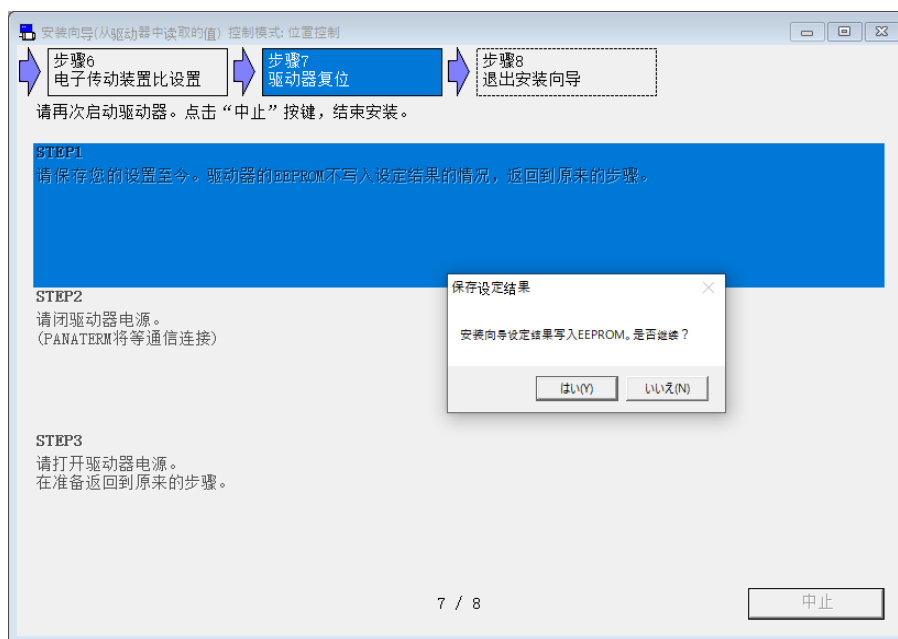 安装向导(从驱动器中读取的值) 控制模式: 位置控制
步骤6
电子传动装置比设置
步骤7
驱动器复位
步骤8
退出安装向导
请再次启动驱动器。点击“中止”按键，结束安装。
STEP1
请保存您的设置至今。驱动器的EEPROM不写入设定结果的情况，返回到原来的步骤。
STEP2
请闭驱动器电源。
(PANATERM将等通信连接)
保存设定结果
安装向导设定结果写入EEPROM。是否继续？
はい(Y)
いいえ(N)
STEP3
请打开驱动器电源。
在准备返回到原来的步骤。
7 / 8
中止